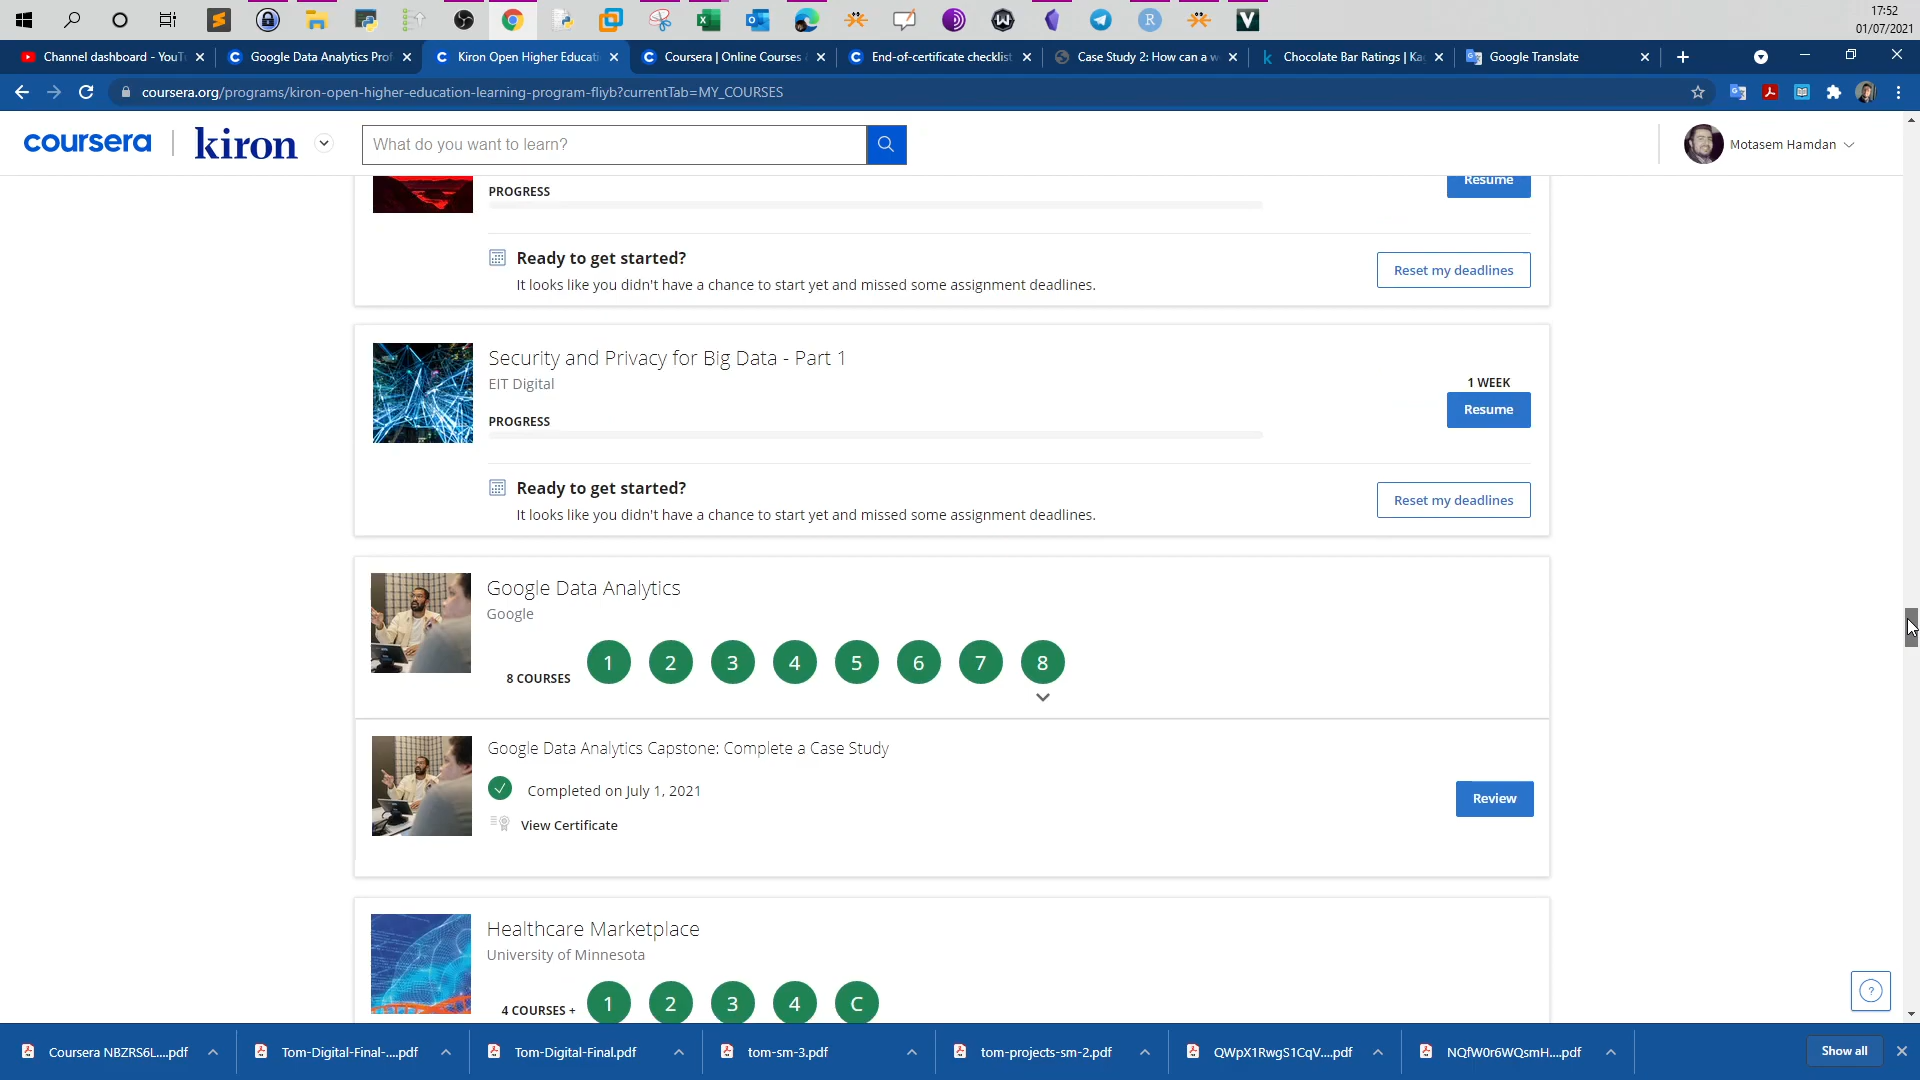 17:52
01/07/2021
Channel dashboard - YouT
Google Data Analytics Prof
Kiron Open Higher Educati
Coursera | Online Courses &
End-of-certificate checklist
Case Study 2: How can a w
Chocolate Bar Ratings | Kag
Google Translate
coursera.org/programs/kiron-open-higher-education-learning-program-fliyb?currentTab=MY_COURSES
coursera
kiron
What do you want to learn?
Motasem Hamdan
PROGRESS
Resume
Ready to get started?
It looks like you didn't have a chance to start yet and missed some assignment deadlines.
Reset my deadlines
Security and Privacy for Big Data - Part 1
EIT Digital
1 WEEK
PROGRESS
Resume
Ready to get started?
It looks like you didn't have a chance to start yet and missed some assignment deadlines.
Reset my deadlines
Google Data Analytics
Google
8 COURSES
1 2 3 4 5 6 7 8
Google Data Analytics Capstone: Complete a Case Study
Completed on July 1, 2021
Review
View Certificate
Healthcare Marketplace
University of Minnesota
4 COURSES +
1 2 3 4 C
Coursera NBZRS6L....pdf
Tom-Digital-Final-....pdf
Tom-Digital-Final.pdf
tom-sm-3.pdf
tom-projects-sm-2.pdf
QWpX1RwgS1CqV....pdf
NQfW0r6WQsmH....pdf
Show all